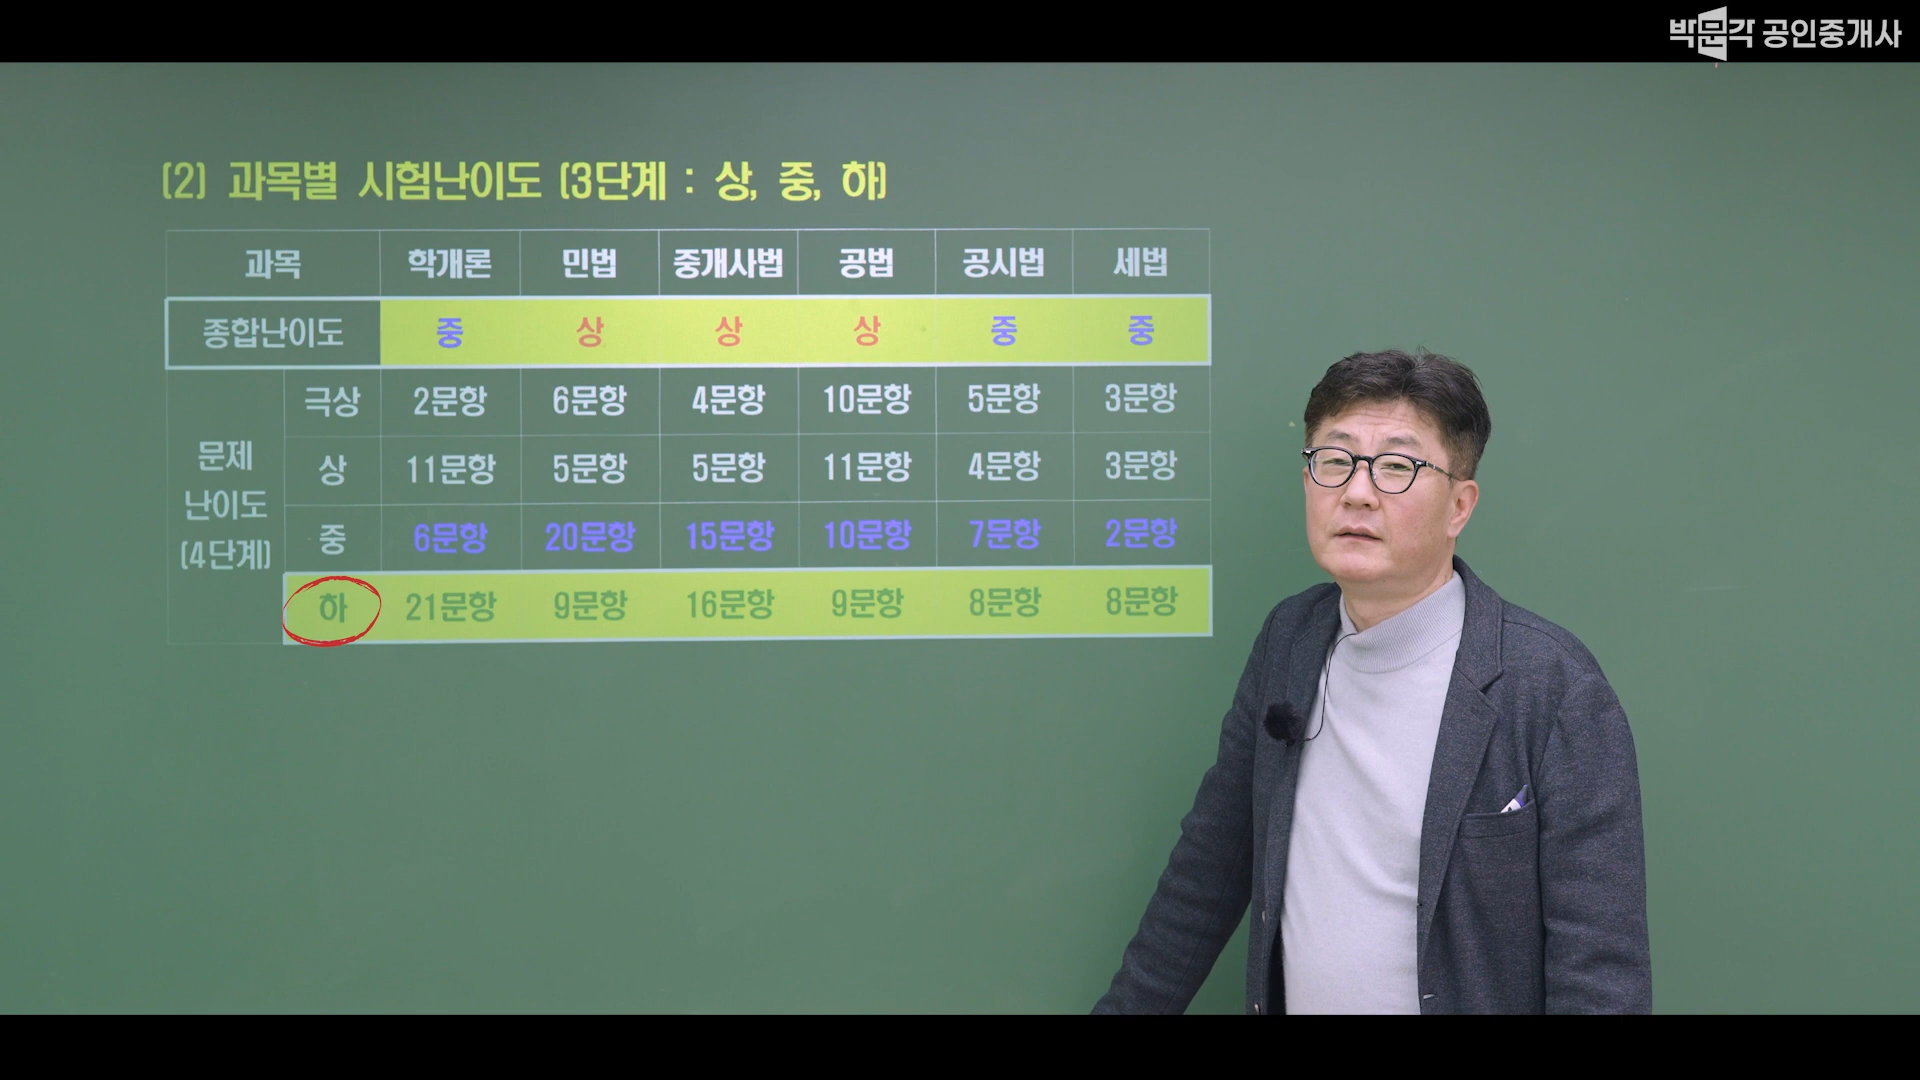 박문각 공인중개사
(2) 과목별 시험난이도 (3단계 : 상, 중, 하)
과목 학개론 민법 중개사법 공법 공시법 세법
종합난이도 중 상 상 상 중 중
문제 난이도 (4단계)
극상 2문항 6문항 4문항 10문항 5문항 3문항
상 11문항 5문항 5문항 11문항 4문항 3문항
중 6문항 20문항 15문항 10문항 7문항 2문항
하 21문항 9문항 16문항 9문항 8문항 8문항